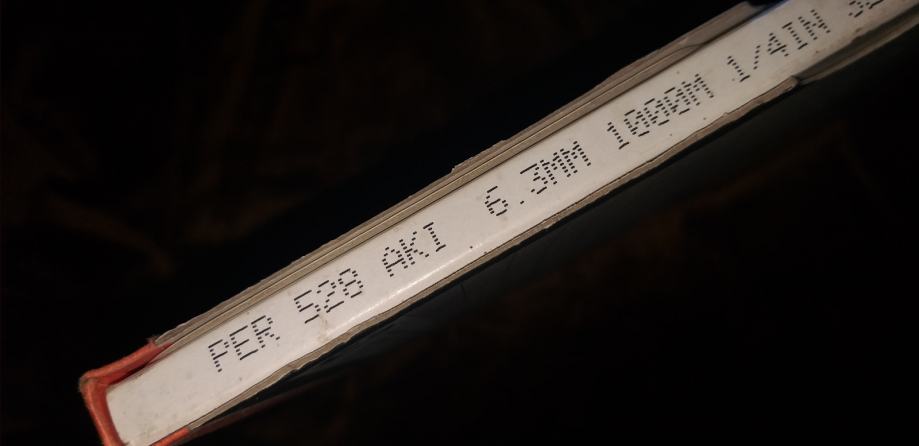 PER 528 AKI 6.3MM 1000M 1/4IN